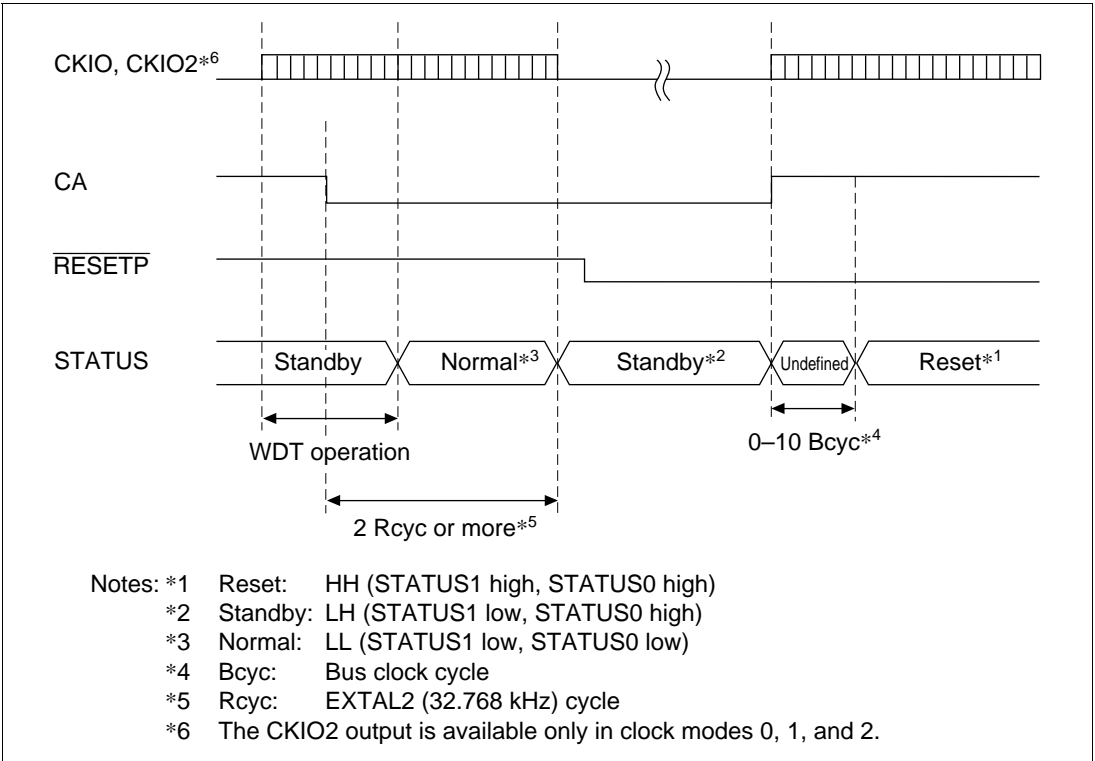 CKIO, CKIO2*6
CA
RESETP
STATUS
Standby
Normal*3
Standby*2
Undefined
Reset*1
WDT operation
0–10 Bcyc*4
2 Rcyc or more*5
Notes: *1 Reset: HH (STATUS1 high, STATUS0 high)
*2 Standby: LH (STATUS1 low, STATUS0 high)
*3 Normal: LL (STATUS1 low, STATUS0 low)
*4 Bcyc: Bus clock cycle
*5 Rcyc: EXTAL2 (32.768 kHz) cycle
*6 The CKIO2 output is available only in clock modes 0, 1, and 2.